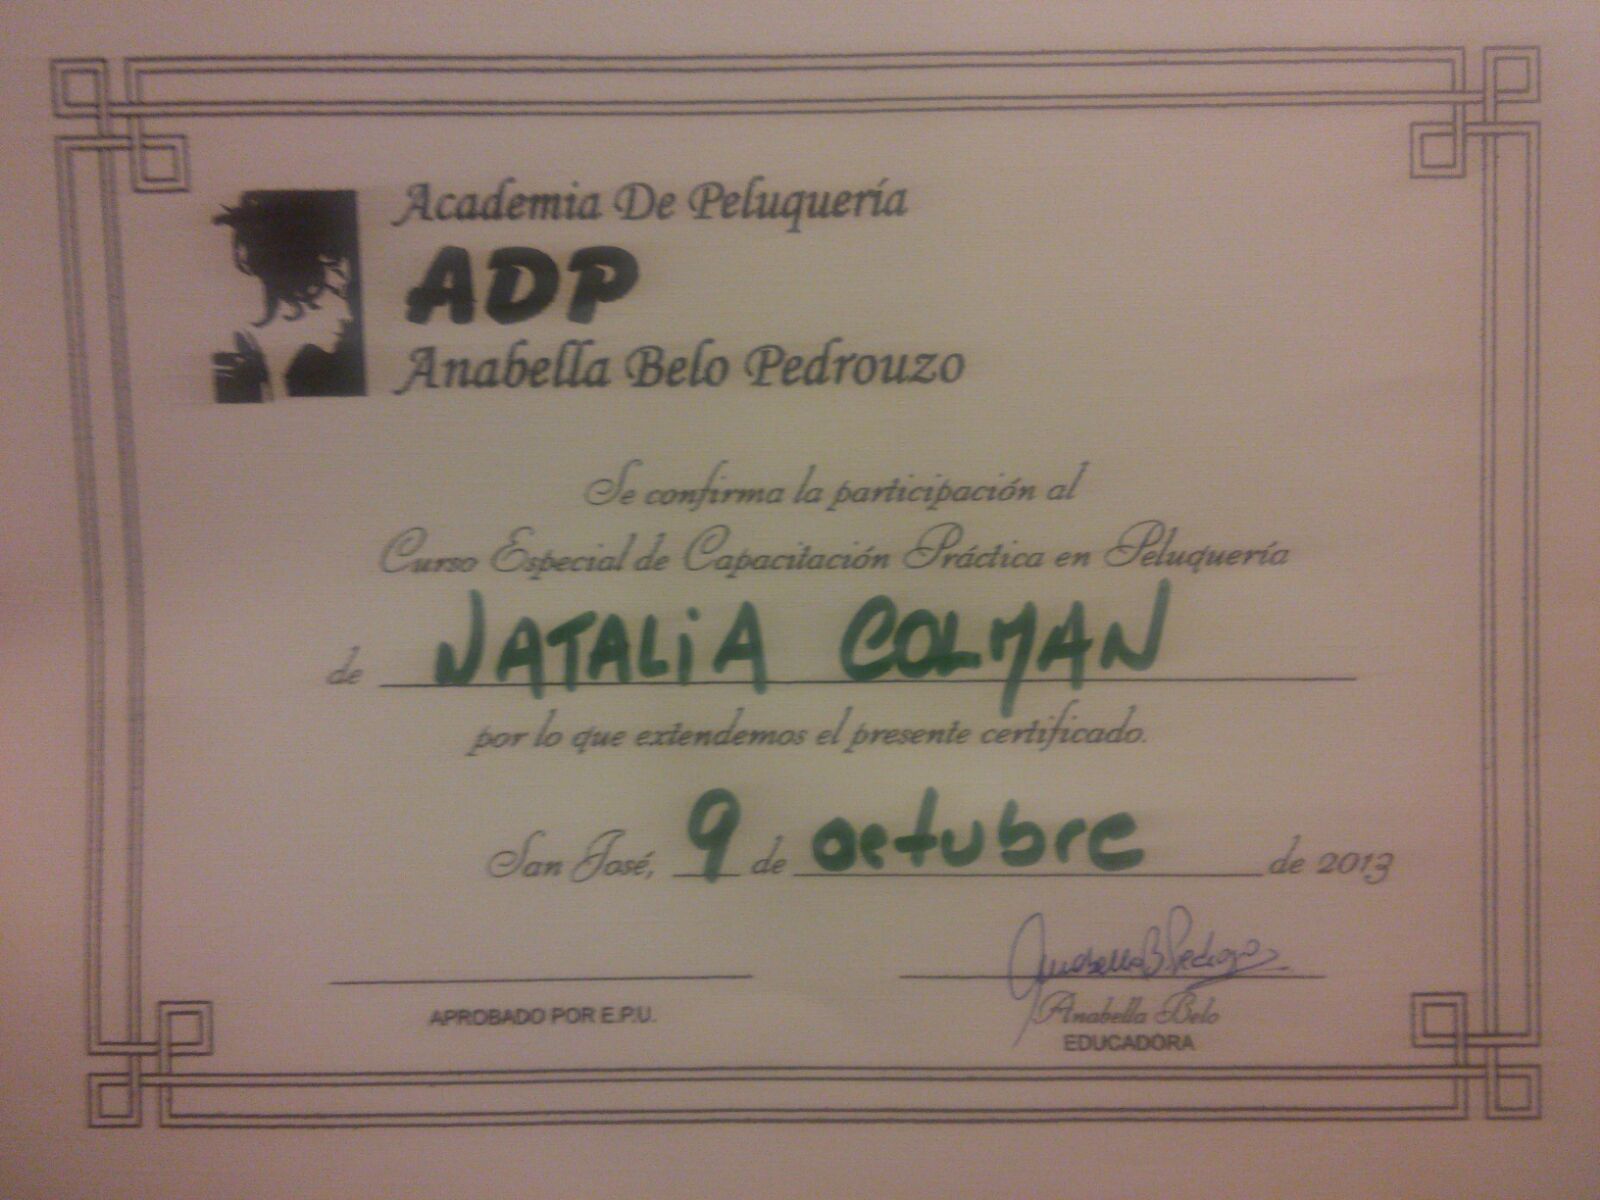 Academia De Peluquería
ADP
Anabella Belo Pedrouzo
Se confirma la participación al
Curso Especial de Capacitación Práctica en Peluquería
de NATALiA COLMAN
por lo que extendemos el presente certificado.
San José, 9 de octubre de 2013
APROBADO POR E.P.U.
Anabella Belo
EDUCADORA